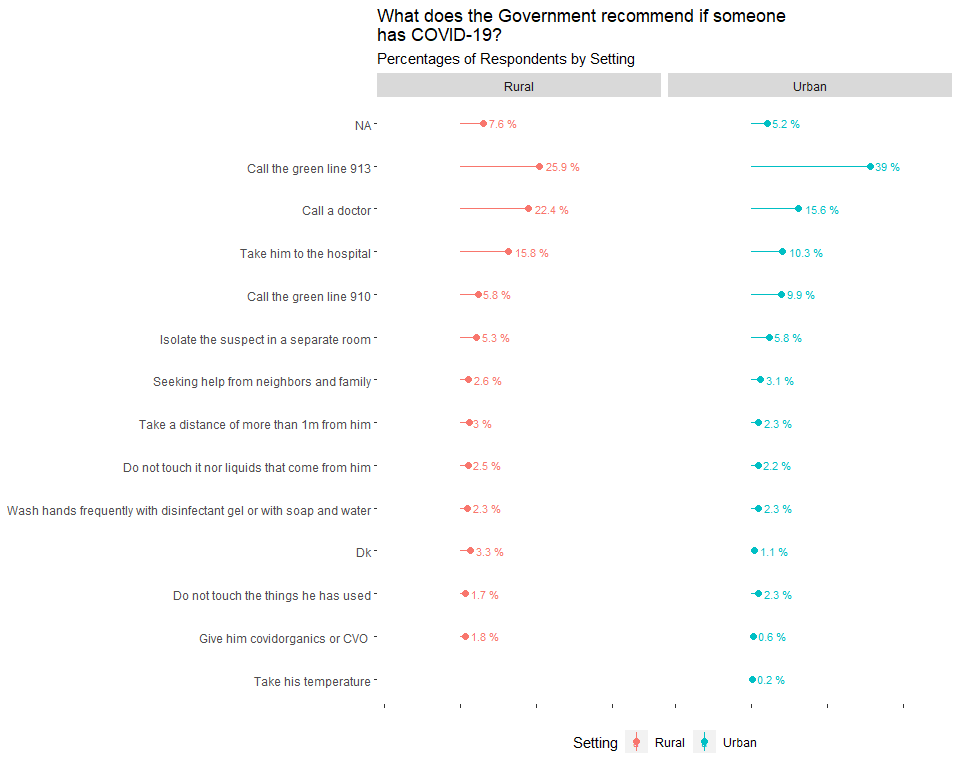 What does the Government recommend if someone
has COVID-19?
Percentages of Respondents by Setting
Rural Urban
NA 7.6 % 5.2 %
Call the green line 913 25.9 % 39 %
Call a doctor 22.4 % 15.6 %
Take him to the hospital 15.8 % 10.3 %
Call the green line 910 5.8 % 9.9 %
Isolate the suspect in a separate room 5.3 % 5.8 %
Seeking help from neighbors and family 2.6 % 3.1 %
Take a distance of more than 1m from him 3 % 2.3 %
Do not touch it nor liquids that come from him 2.5 % 2.2 %
Wash hands frequently with disinfectant gel or with soap and water 2.3 % 2.3 %
Dk 3.3 % 1.1 %
Do not touch the things he has used 1.7 % 2.3 %
Give him covidorganics or CVO 1.8 % 0.6 %
Take his temperature 0.2 %
Setting Rural Urban